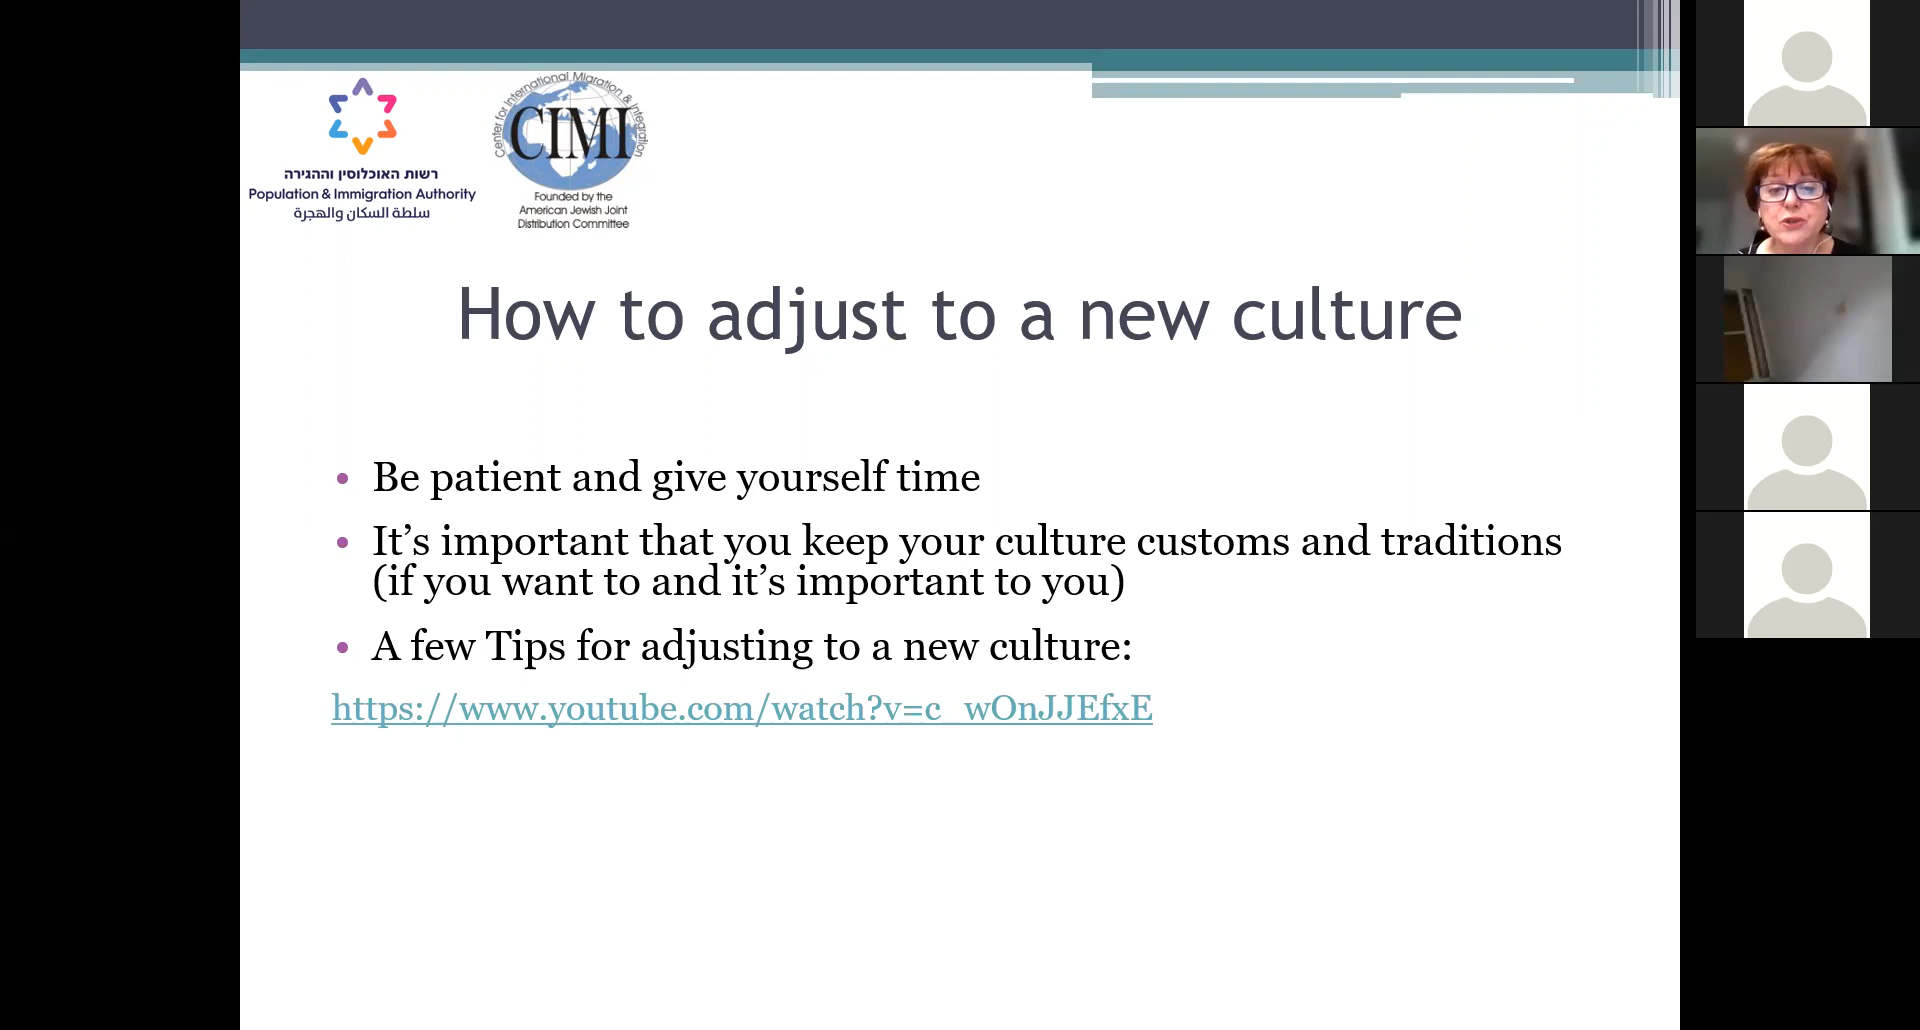 רשות האוכלוסין וההגירה
Population & Immigration Authority
سلطة السكان والهجرة
Center for International Migration & Integration
CIMI
Founded by the
American Jewish Joint
Distribution Committee
How to adjust to a new culture
• Be patient and give yourself time
• It’s important that you keep your culture customs and traditions
(if you want to and it’s important to you)
• A few Tips for adjusting to a new culture:
https://www.youtube.com/watch?v=c_wOnJJEfxE